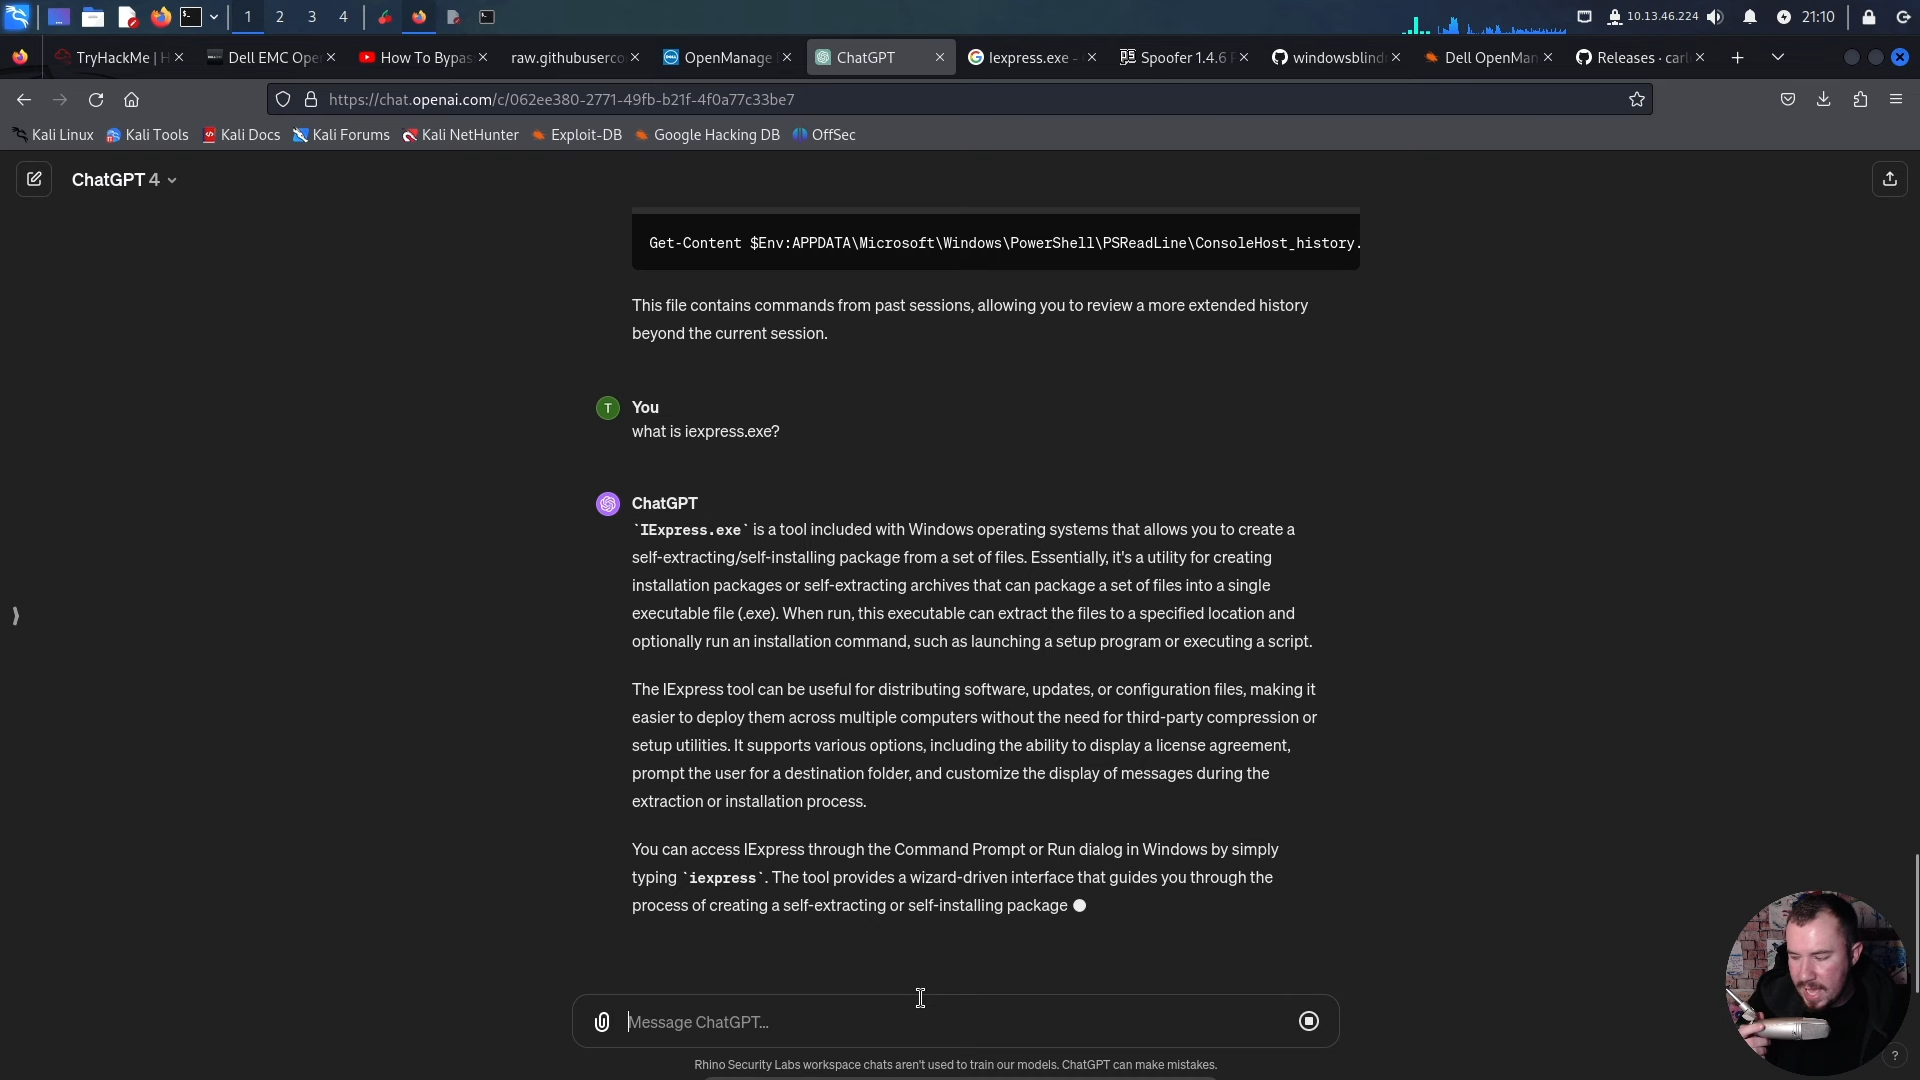 1 2 3 4 10.13.46.224 21:10
TryHackMe | H Dell EMC Ope How To Bypas raw.githubuserco OpenManage ChatGPT Iexpress.exe - Spoofer 1.4.6 windowsblind Dell OpenMan Releases · carl
https://chat.openai.com/c/062ee380-2771-49fb-b21f-4f0a77c33be7
Kali Linux Kali Tools Kali Docs Kali Forums Kali NetHunter Exploit-DB Google Hacking DB OffSec
ChatGPT 4
Get-Content $Env:APPDATA\Microsoft\Windows\PowerShell\PSReadLine\ConsoleHost_history.
This file contains commands from past sessions, allowing you to review a more extended history
beyond the current session.
T You
what is iexpress.exe?
ChatGPT
`IExpress.exe` is a tool included with Windows operating systems that allows you to create a
self-extracting/self-installing package from a set of files. Essentially, it's a utility for creating
installation packages or self-extracting archives that can package a set of files into a single
executable file (.exe). When run, this executable can extract the files to a specified location and
optionally run an installation command, such as launching a setup program or executing a script.
The IExpress tool can be useful for distributing software, updates, or configuration files, making it
easier to deploy them across multiple computers without the need for third-party compression or
setup utilities. It supports various options, including the ability to display a license agreement,
prompt the user for a destination folder, and customize the display of messages during the
extraction or installation process.
You can access IExpress through the Command Prompt or Run dialog in Windows by simply
typing `iexpress`. The tool provides a wizard-driven interface that guides you through the
process of creating a self-extracting or self-installing package
Message ChatGPT...
Rhino Security Labs workspace chats aren't used to train our models. ChatGPT can make mistakes.
?